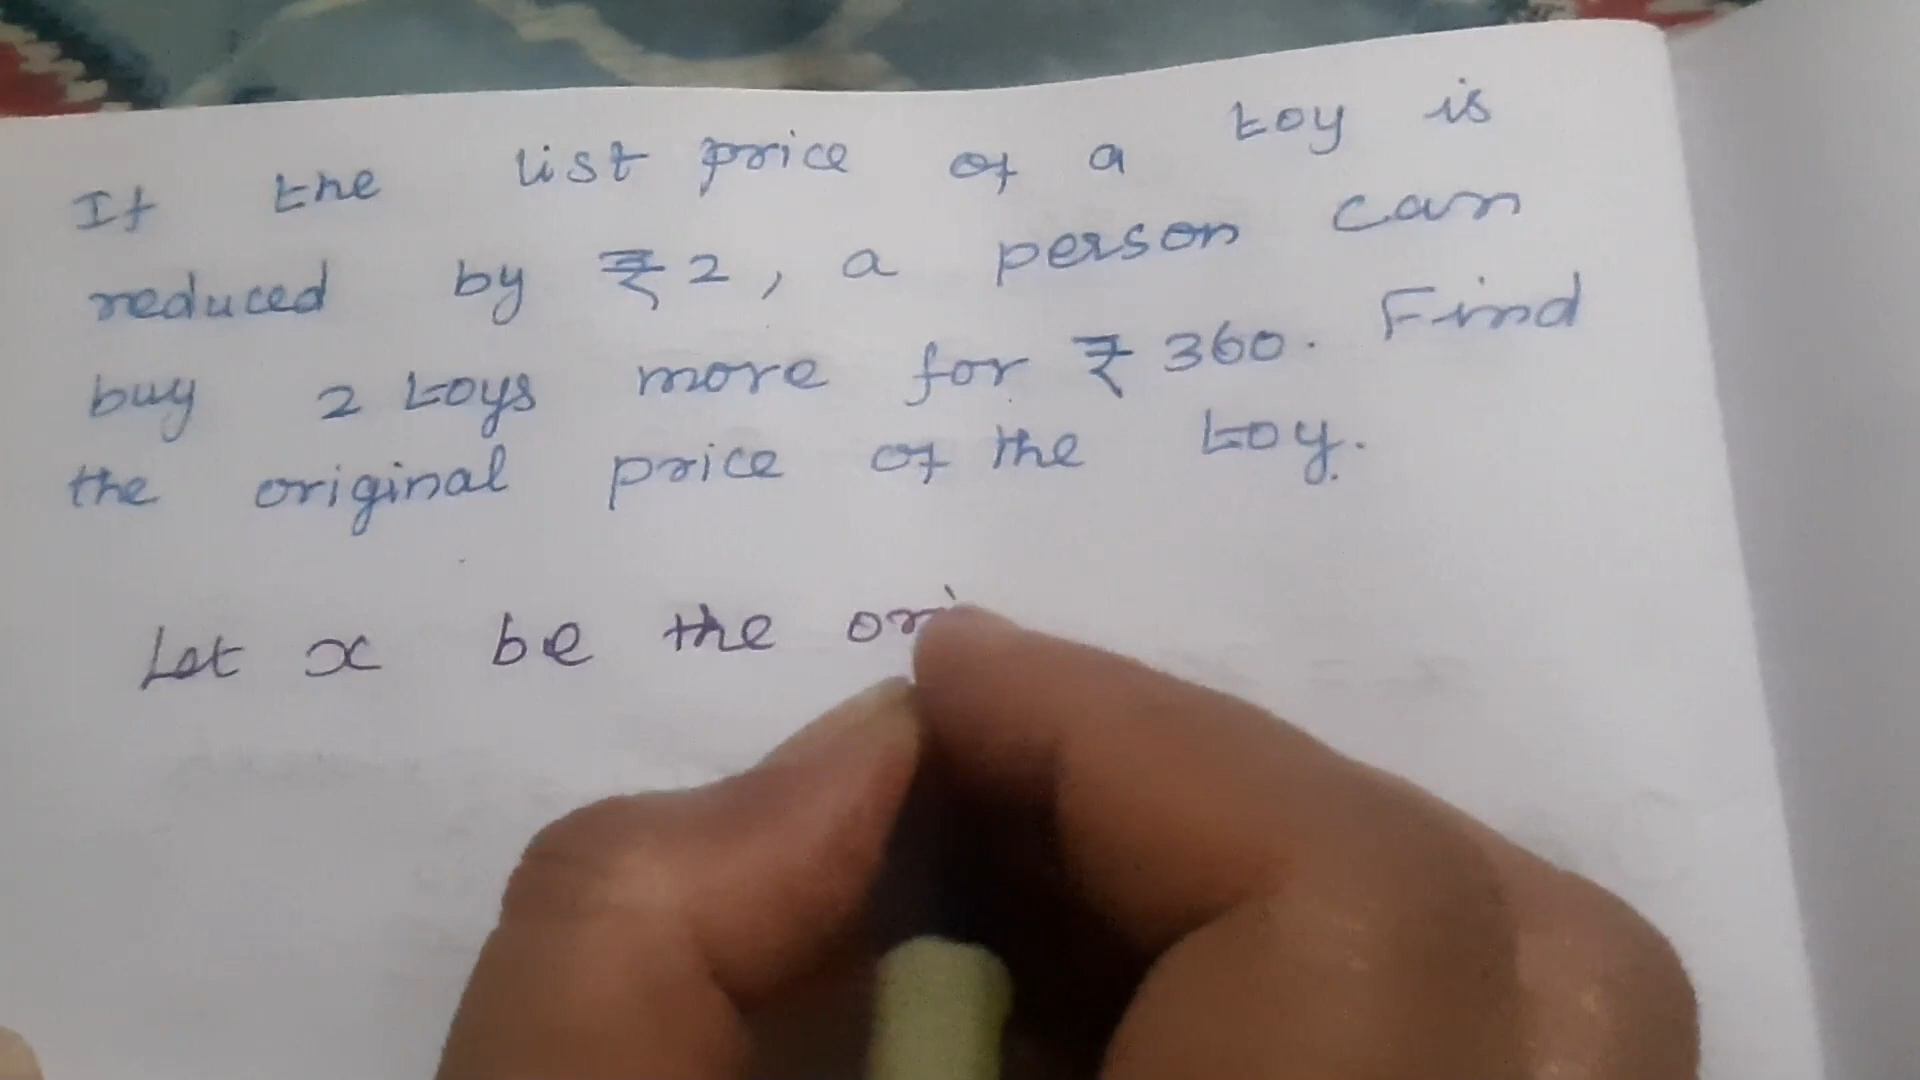 If the list price of a toy is
reduced by ₹2, a person can
buy 2 toys more for ₹360. Find
the original price of the toy.
Let x be the ori